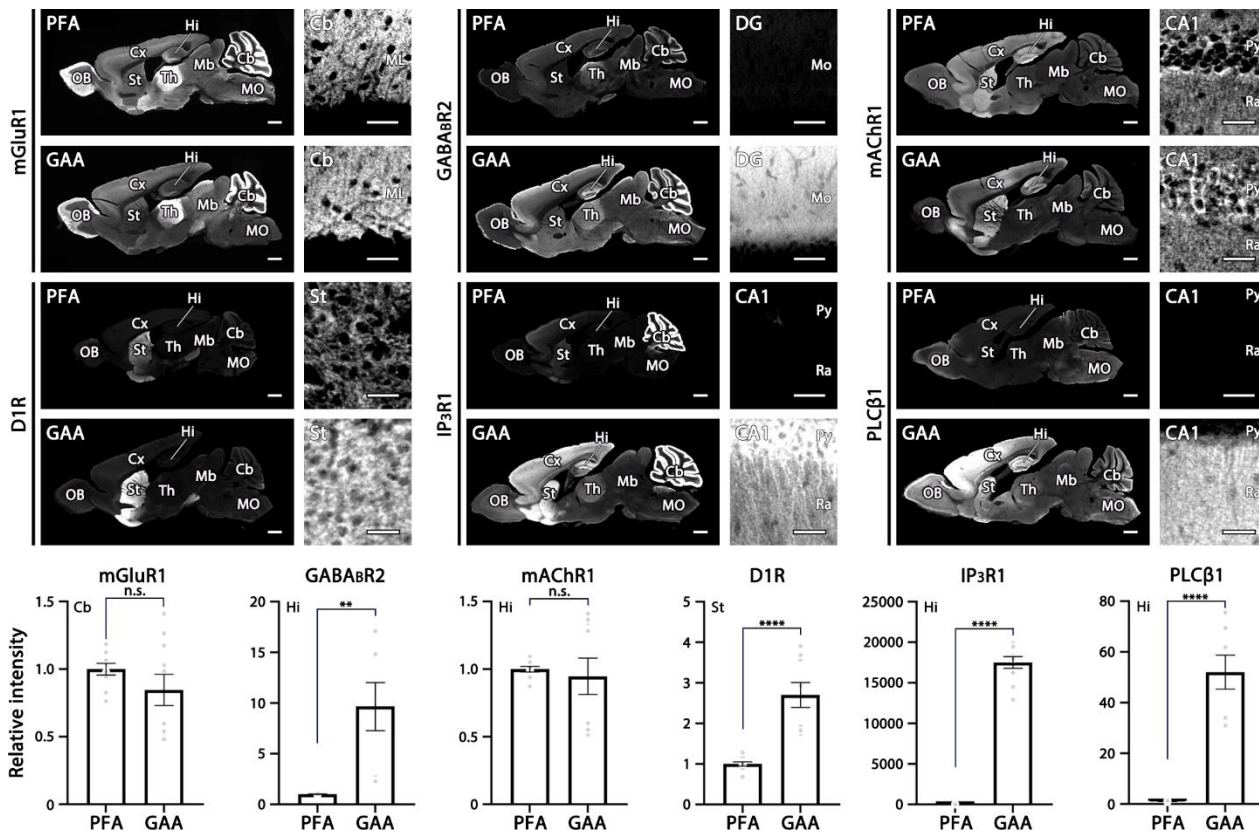 mGluR1
PFA
OB
Cx
Hi
St
Th
Mb
Cb
MO
Cb
ML
GAA
OB
Cx
Hi
St
Th
Mb
Cb
MO
Cb
ML
GABABR2
PFA
OB
Cx
Hi
St
Th
Mb
Cb
MO
DG
Mo
GAA
OB
Cx
Hi
St
Th
Mb
Cb
MO
DG
Mo
mAChR1
PFA
OB
Cx
Hi
St
Th
Mb
Cb
MO
CA1
Py
Ra
GAA
OB
Cx
Hi
St
Th
Mb
Cb
MO
CA1
Py
Ra
D1R
PFA
OB
Cx
Hi
St
Th
Mb
Cb
MO
St
GAA
OB
Cx
Hi
St
Th
Mb
Cb
MO
St
IP3R1
PFA
OB
Cx
Hi
St
Th
Mb
Cb
MO
CA1
Py
Ra
GAA
OB
Cx
Hi
St
Th
Mb
Cb
MO
CA1
Py
Ra
PLCβ1
PFA
OB
Cx
Hi
St
Th
Mb
Cb
MO
CA1
Py
Ra
GAA
OB
Cx
Hi
St
Th
Mb
Cb
MO
CA1
Py
Ra
Relative intensity
mGluR1
Cb
n.s.
1.5
1.0
0.5
0
PFA GAA
GABABR2
Hi
**
20
15
10
5
0
PFA GAA
mAChR1
Hi
n.s.
1.5
1.0
0.5
0
PFA GAA
D1R
St
****
5
4
3
2
1
0
PFA GAA
IP3R1
Hi
****
25000
20000
15000
10000
5000
0
PFA GAA
PLCβ1
Hi
****
80
60
40
20
0
PFA GAA